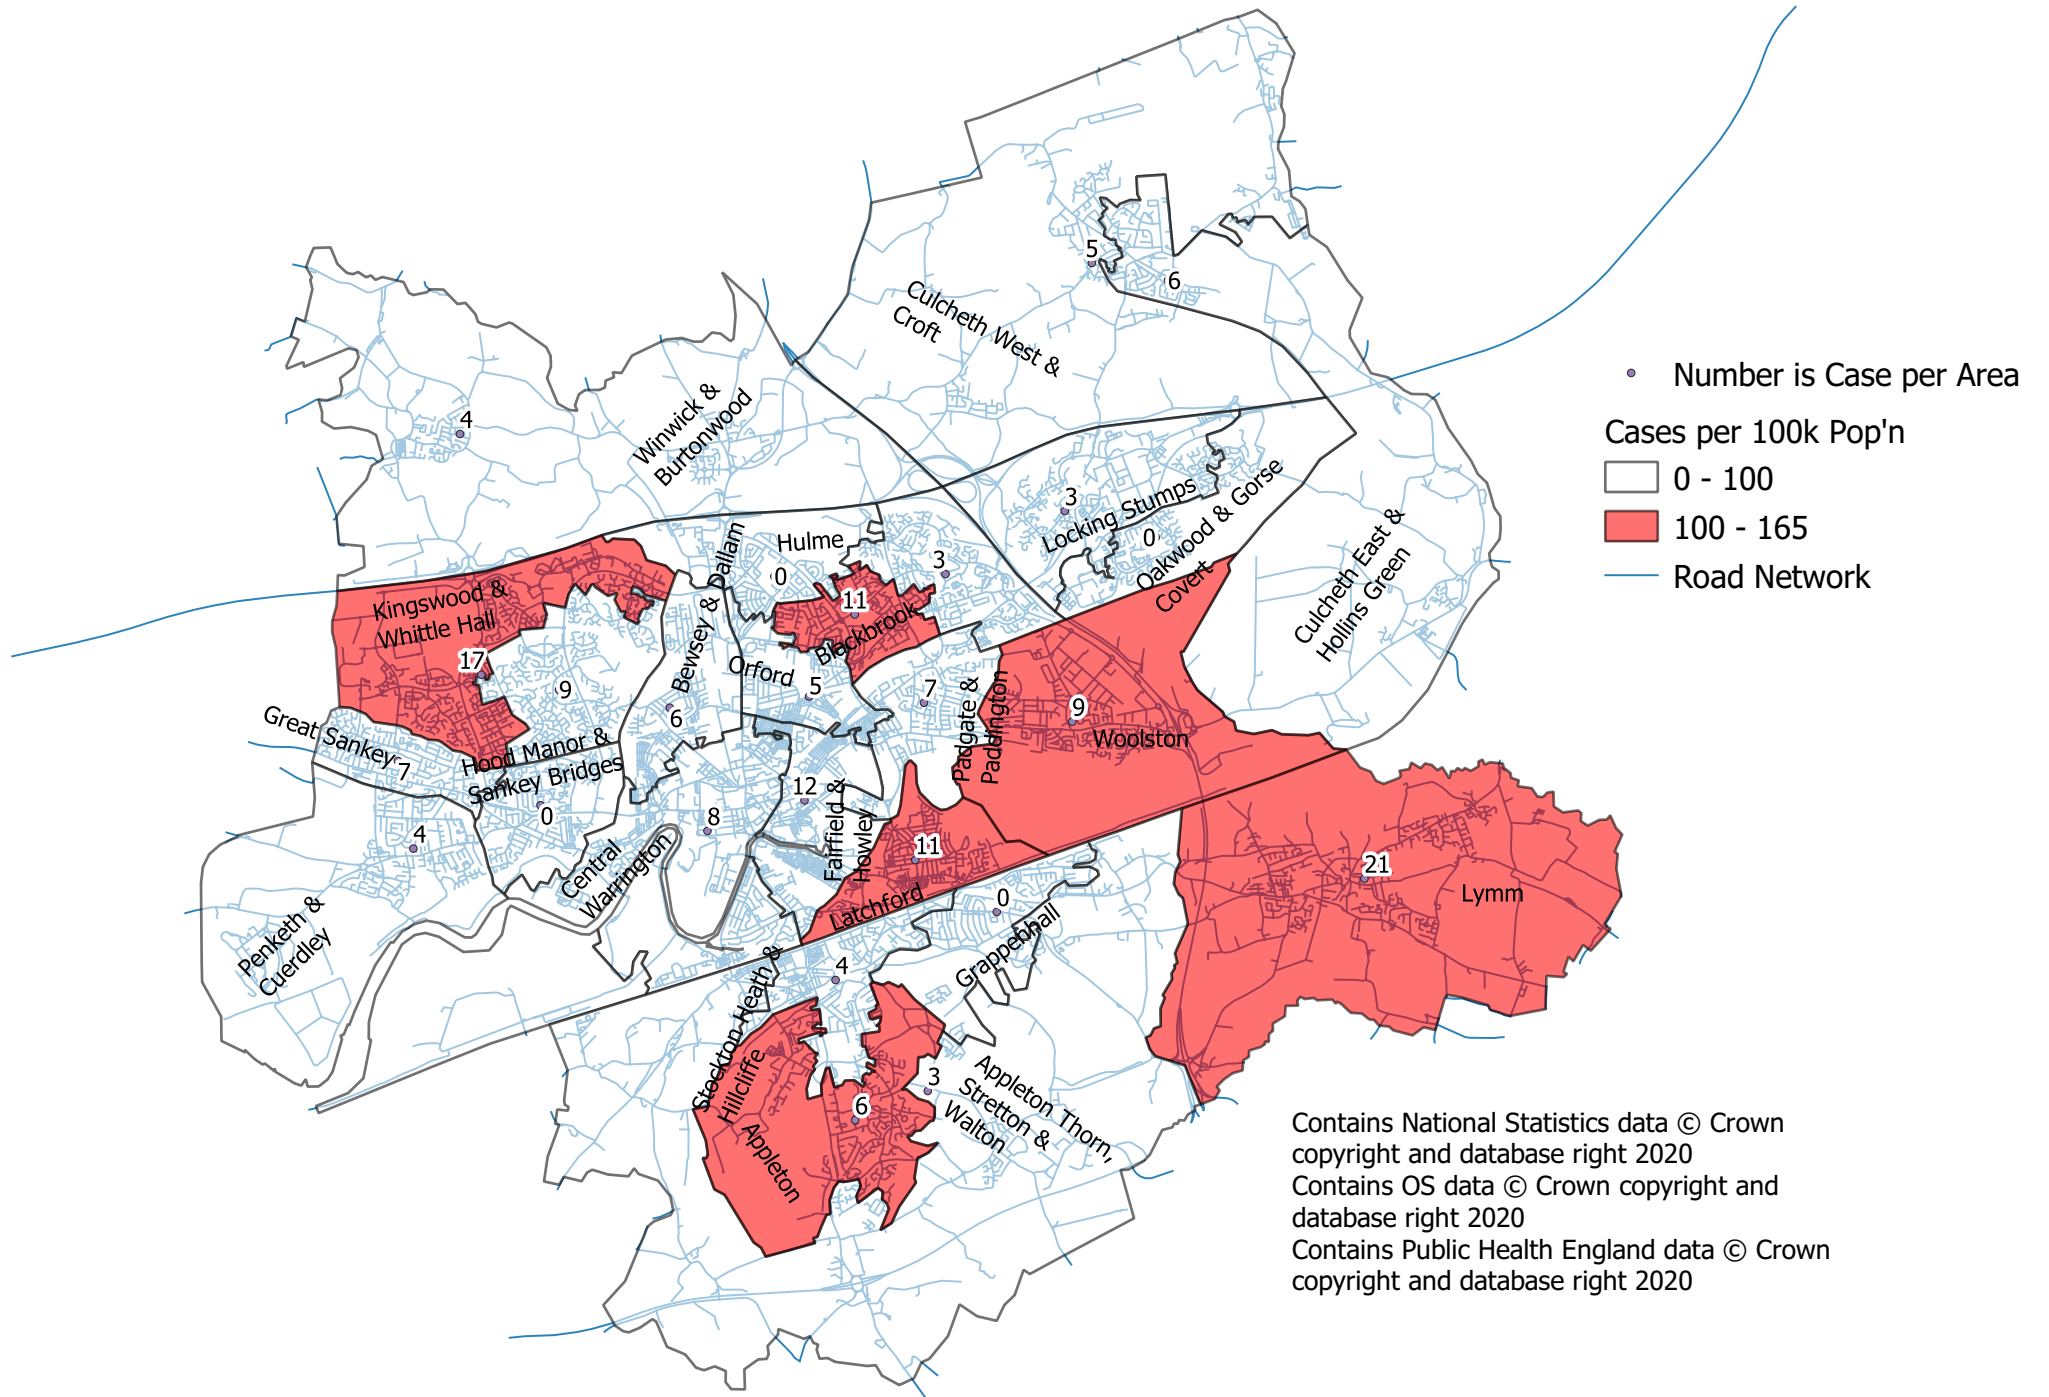 5
6
Culcheth West &
Croft
Number is Case per Area
Cases per 100k Pop'n
0 - 100
100 - 165
Road Network
4
Winwick &
Burtonwood
3
Locking Stumps
0
Oakwood & Gorse
Covert
Culcheth East &
Hollins Green
Hulme
0
3
11
Blackbrook
Kingswood &
Whittle Hall
17
9
Bewsey & Dallam
6
Orford
5
7
Padgate &
Paddington
9
Woolston
Great Sankey
7
Hood Manor &
Sankey Bridges
0
4
Penketh &
Cuerdley
8
Central
Warrington
12
Fairfield &
Howley
11
Latchford
21
Lymm
0
Grappenhall
4
Stockton Heath &
Hillcliffe
6
Appleton
3
Appleton Thorn,
Stretton &
Walton
Contains National Statistics data © Crown
copyright and database right 2020
Contains OS data © Crown copyright and
database right 2020
Contains Public Health England data © Crown
copyright and database right 2020